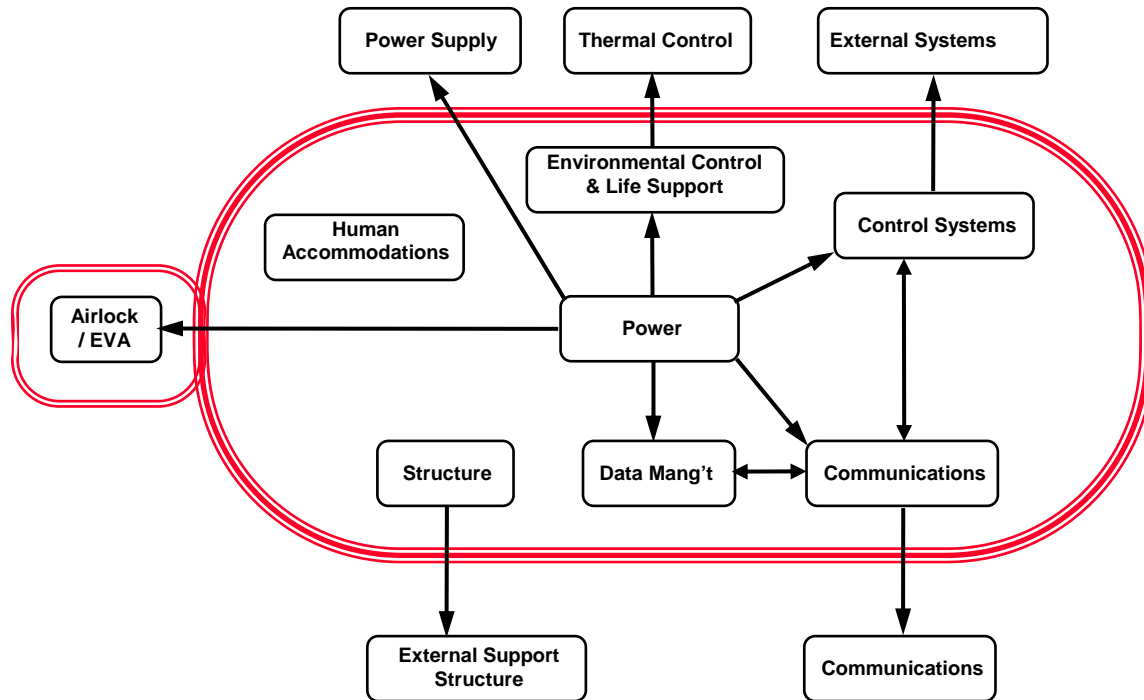 Power Supply
Thermal Control
External Systems
Environmental Control
& Life Support
Control Systems
Human
Accommodations
Airlock
/ EVA
Power
Structure
Data Mang’t
Communications
External Support
Structure
Communications